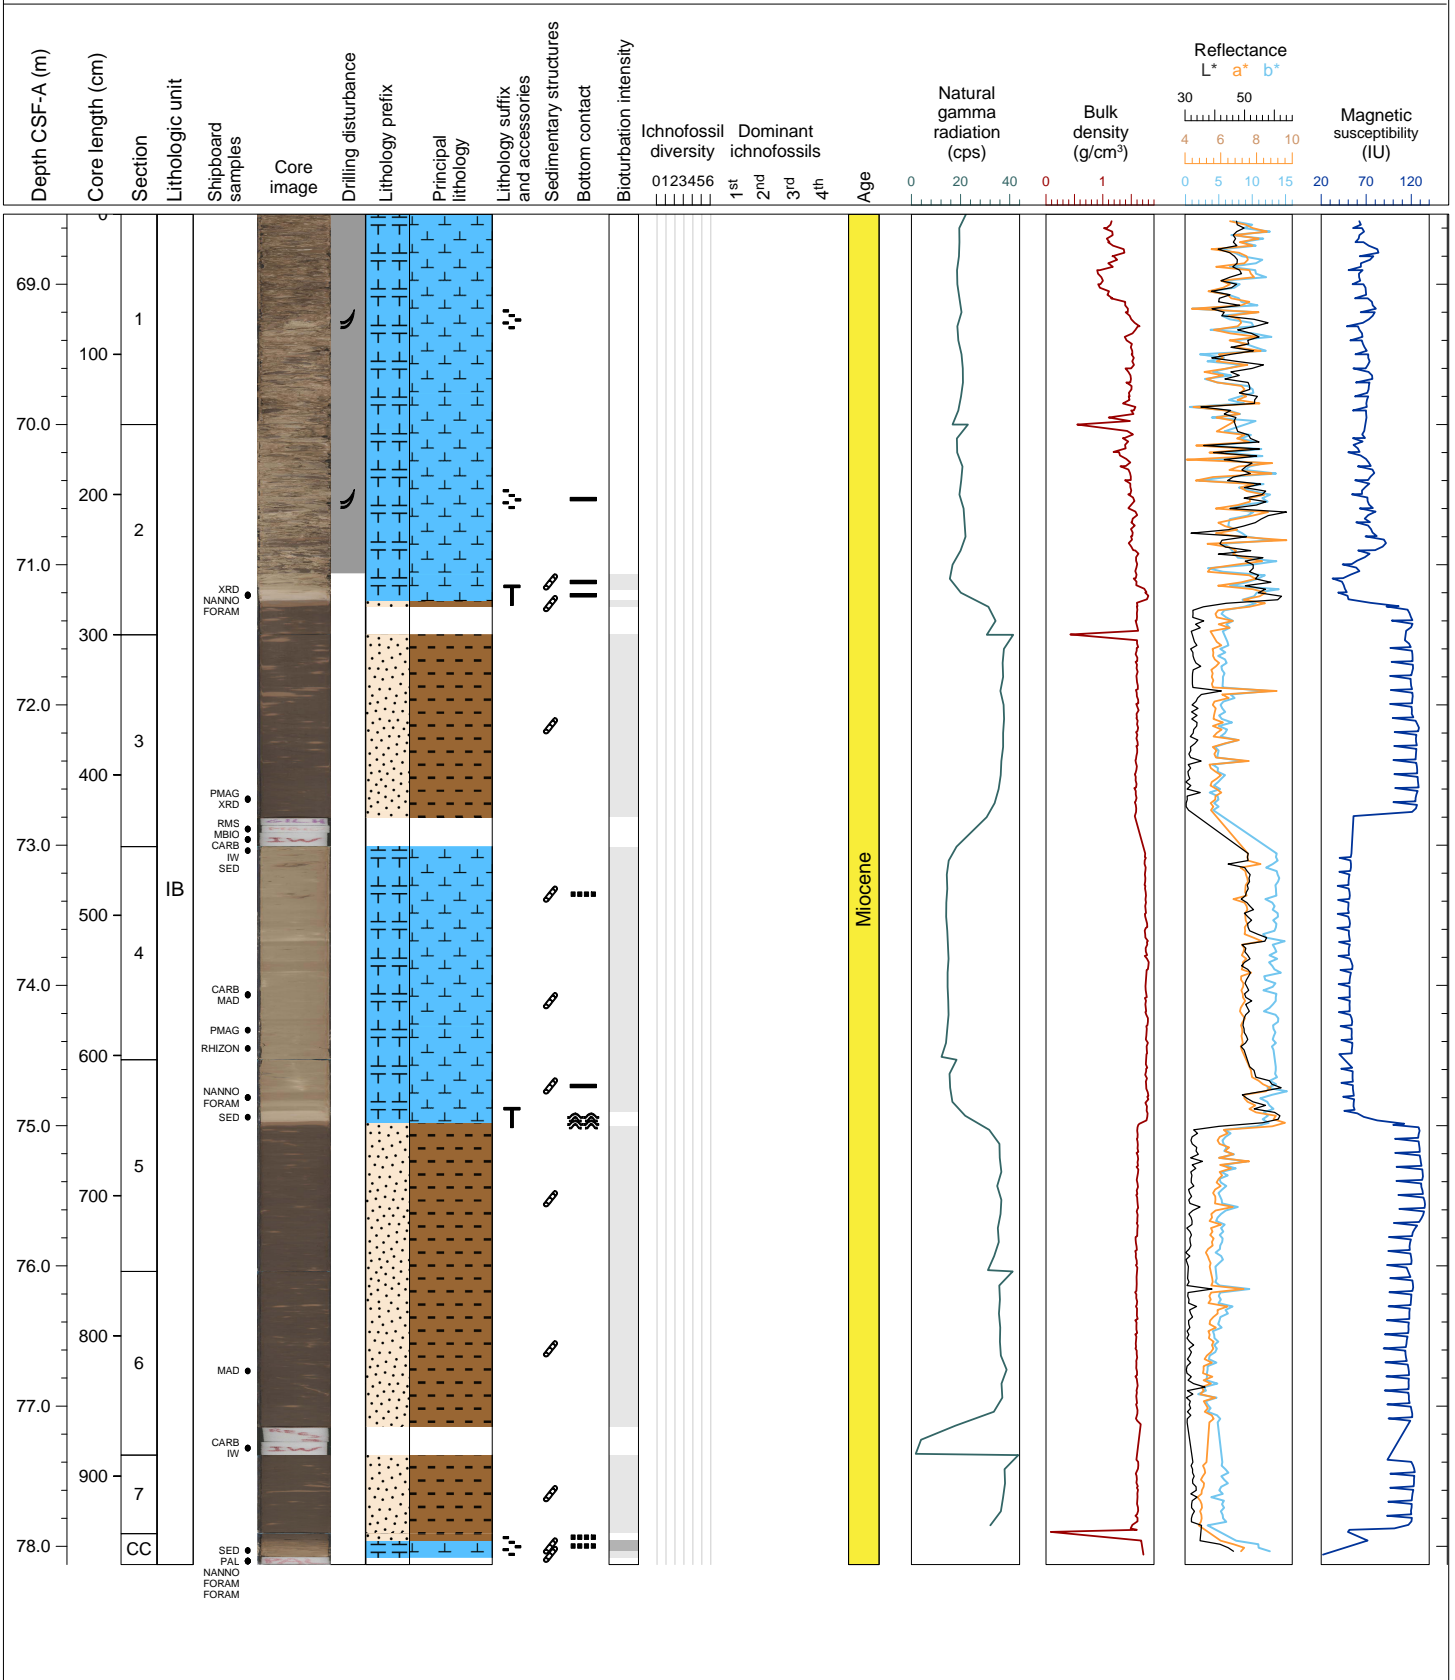 Depth CSF-A (m)
Core length (cm)
Section
Lithologic unit
Shipboard
samples
Core
image
Drilling disturbance
Lithology prefix
Principal
lithology
Lithology suffix
and accessories
Sedimentary structures
Bottom contact
Bioturbation intensity
Ichnofossil
diversity
0123456
Dominant
ichnofossils
1st 2nd 3rd 4th
Age
Natural
gamma
radiation
(cps)
0 20 40
Bulk
density
(g/cm³)
0 1
Reflectance
L* a* b*
30 50
4 6 8 10
0 5 10 15
Magnetic
susceptibility
(IU)
20 70 120
0
69.0
1
100
70.0
200
2
71.0
XRD
NANNO
FORAM
300
72.0
3
400
PMAG
XRD
RMS
MBIO
73.0
CARB
IW
IW
SED
IB
Miocene
500
4
74.0
CARB
MAD
PMAG
RHIZON
600
NANNO
FORAM
SED
75.0
5
700
76.0
800
6
MAD
77.0
CARB
IW
IW
900
7
78.0
CC
SED
PAL
NANNO
FORAM
FORAM